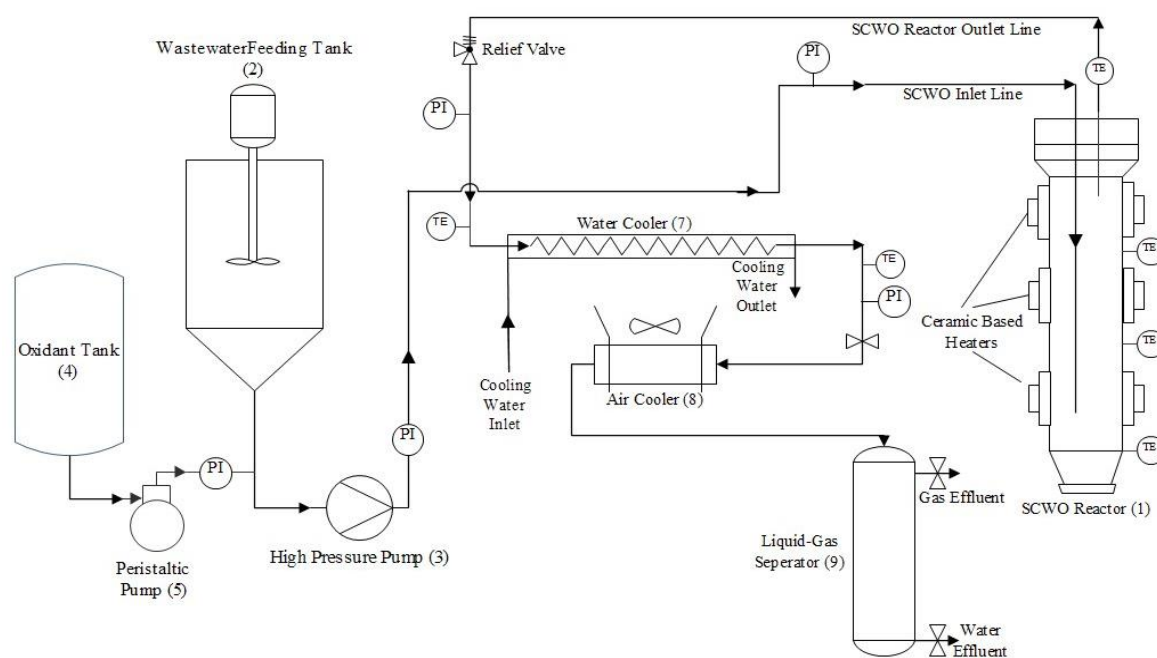 SCWO Reactor Outlet Line
WastewaterFeeding Tank
(2)
Relief Valve
PI
TE
SCWO Inlet Line
PI
TE
Water Cooler (7)
TE
Cooling
Water
Outlet
TE
PI
Ceramic Based
Heaters
TE
Oxidant Tank
(4)
Cooling
Water
Inlet
Air Cooler (8)
PI
PI
TE
Gas Effluent
SCWO Reactor (1)
High Pressure Pump (3)
Liquid-Gas
Seperator (9)
Peristaltic
Pump (5)
Water
Effluent